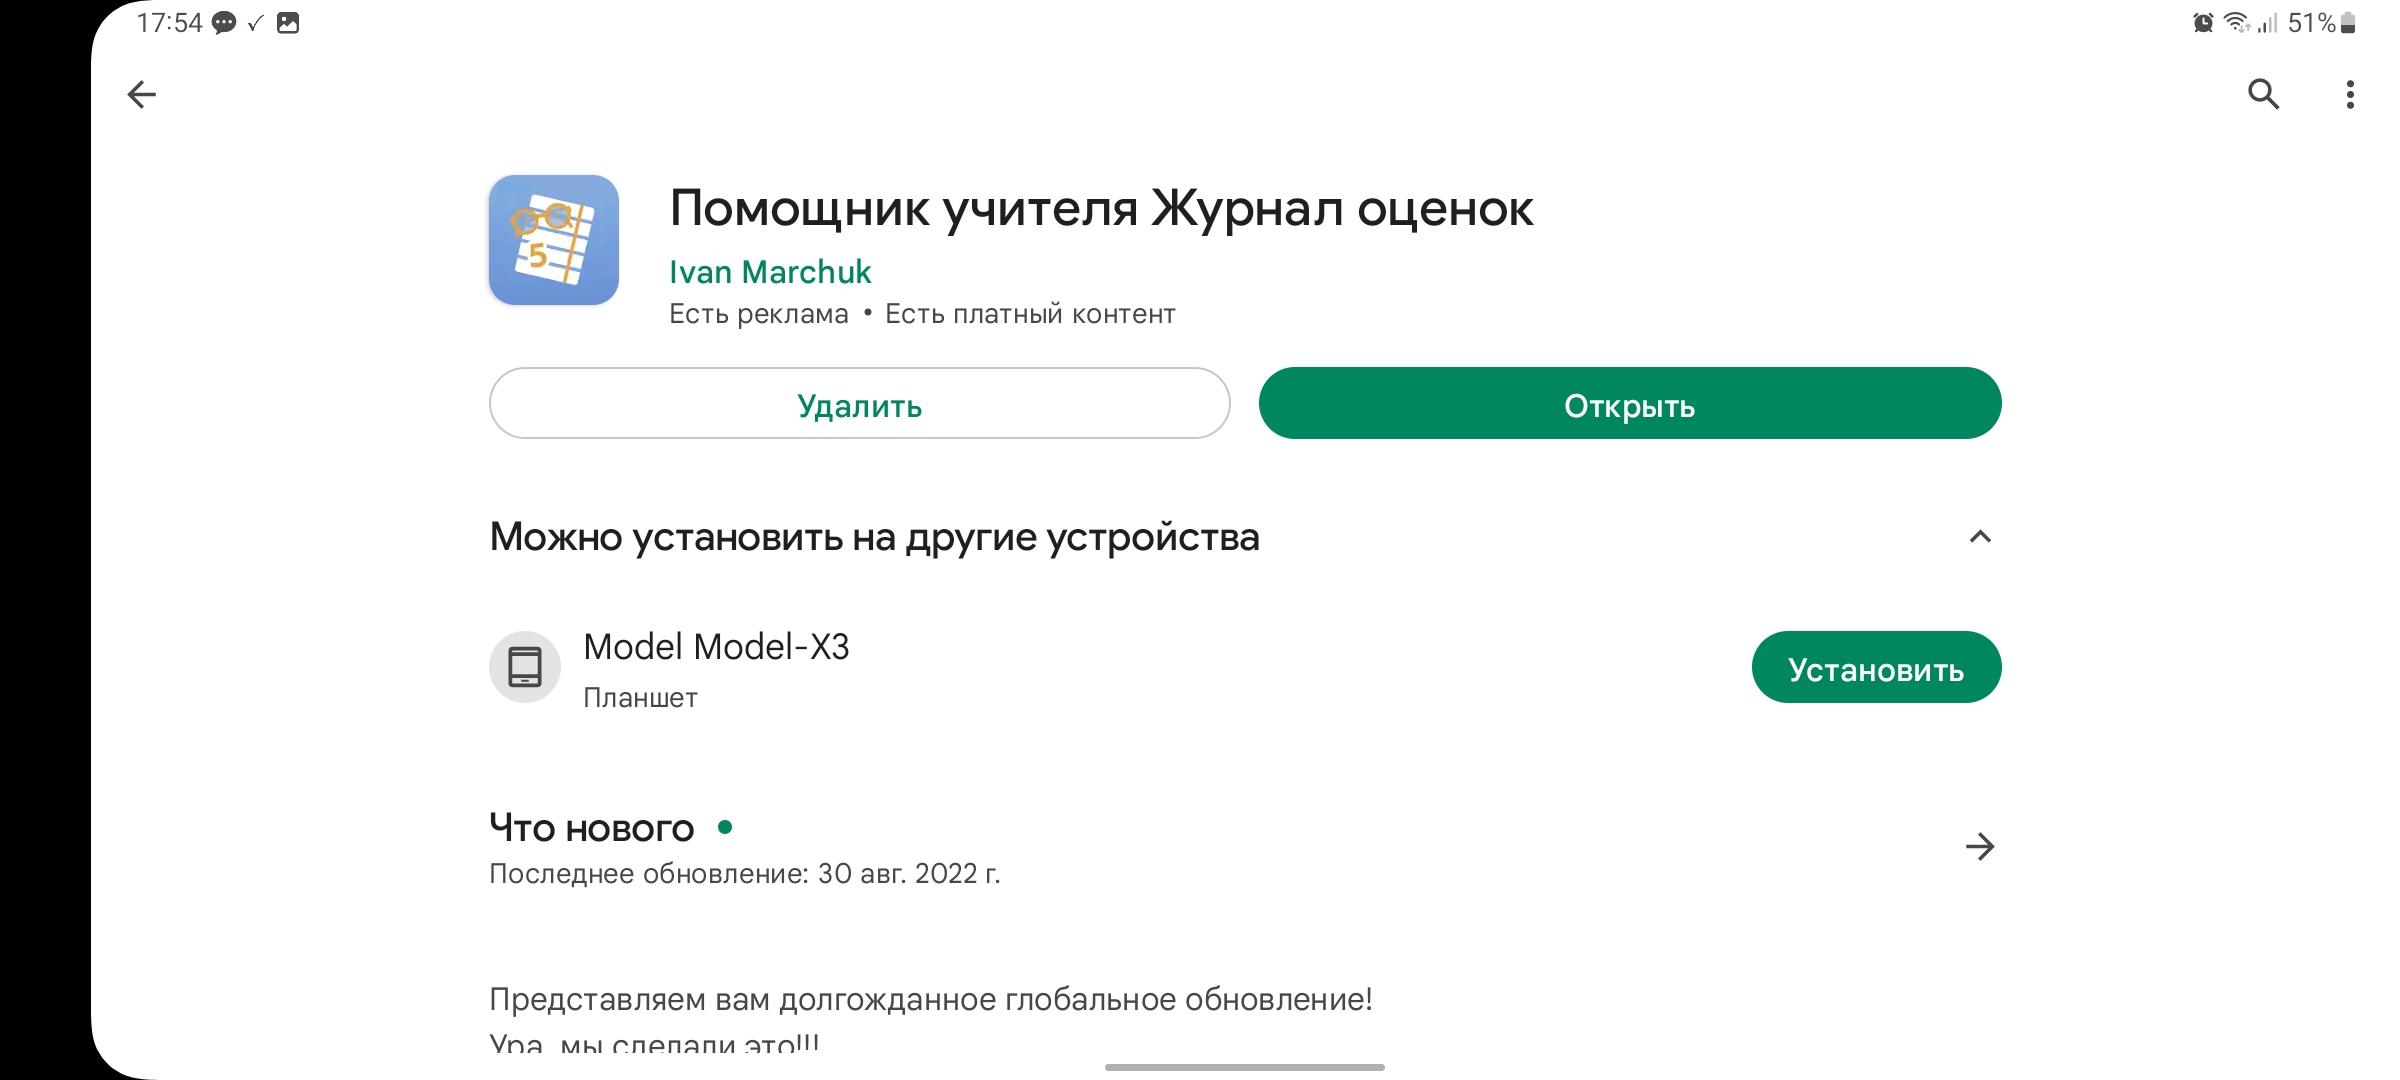 17:54
51%
Помощник учителя Журнал оценок
Ivan Marchuk
Есть реклама • Есть платный контент
5
Удалить
Открыть
Можно установить на другие устройства
Model Model-X3
Планшет
Установить
Что нового
Последнее обновление: 30 авг. 2022 г.
Представляем вам долгожданное глобальное обновление!
Ура, мы сделали это!!!